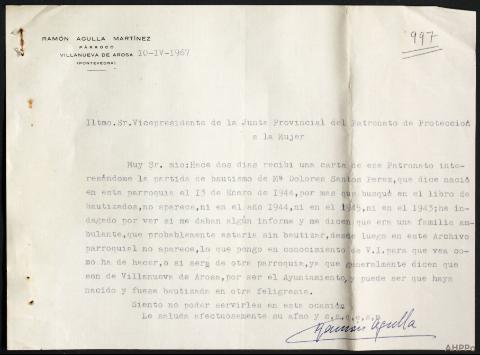 RAMÓN AGULLA MARTÍNEZ
PÁRROCO
VILLANUEVA DE AROSA
(PONTEVEDRA)
10-IV-1967
997
Iltmo.Sr.Vicepresidente de la Junta Provincial del Patronato de Protección
a la Mujer
Muy Sr. mio:Hace dos dias recibi una carta de ese Patronato inte-
resándome la partida de bautismo de Mª Dolores Santos Perez,que dice nació
en esta parroquia el 13 de Enero de 1944,por mas que busqué en el libro de
bautizados,no aparece,ni en el año 1944,ni en el 1945,ni en el 1943;he in-
dagado por ver si me daban algún informe y me dicen que era una familia am-
bulante,que probablemente estaria sin bautizar,desde luego en este Archivo
parroquial no aparece,lo que pongo en conocimiento de V.I.para que vea co-
mo ha de hacer,o si será de otra parroquia,ya que generalmente dicen que
son de Villanueva de Arosa,por ser el Ayuntamiento,y puede ser que haya
nacido y fuese bautizada en otra feligresia.
Siento no poder servirles en esta ocasión
Le saluda afectuosamente su afmo y
Ramón Agulla
AHPPo